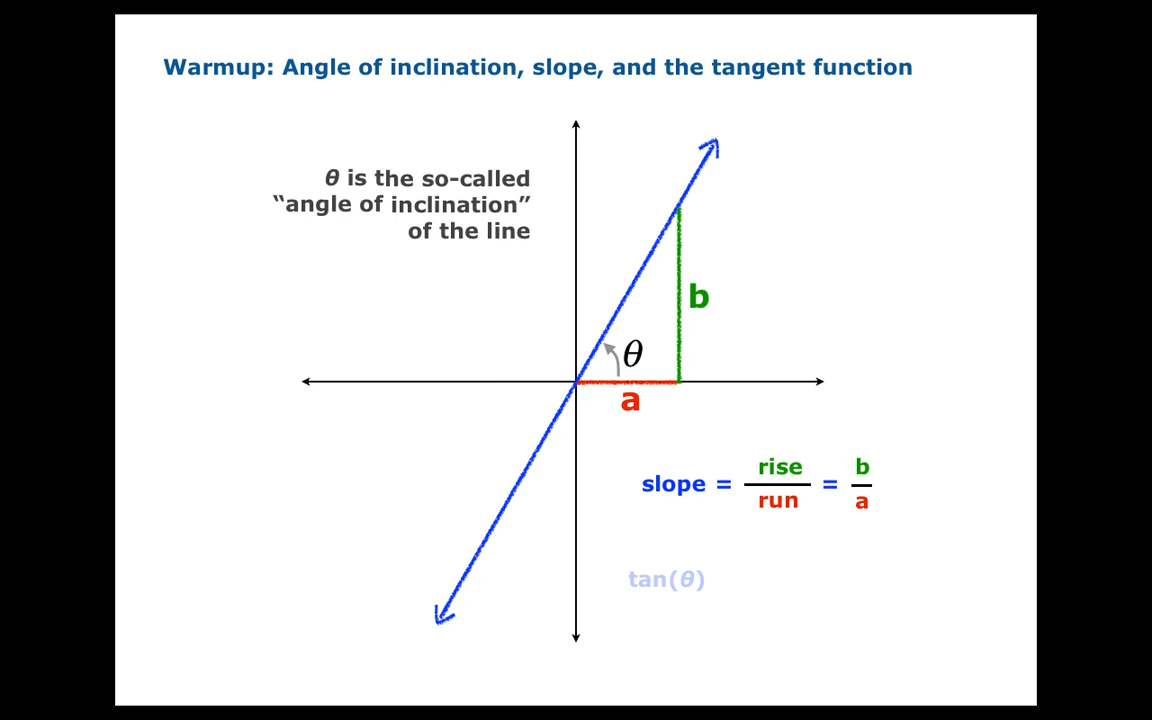 Warmup: Angle of inclination, slope, and the tangent function
θ is the so-called
“angle of inclination”
of the line
b
θ
a
slope = rise/run = b/a
tan(θ)